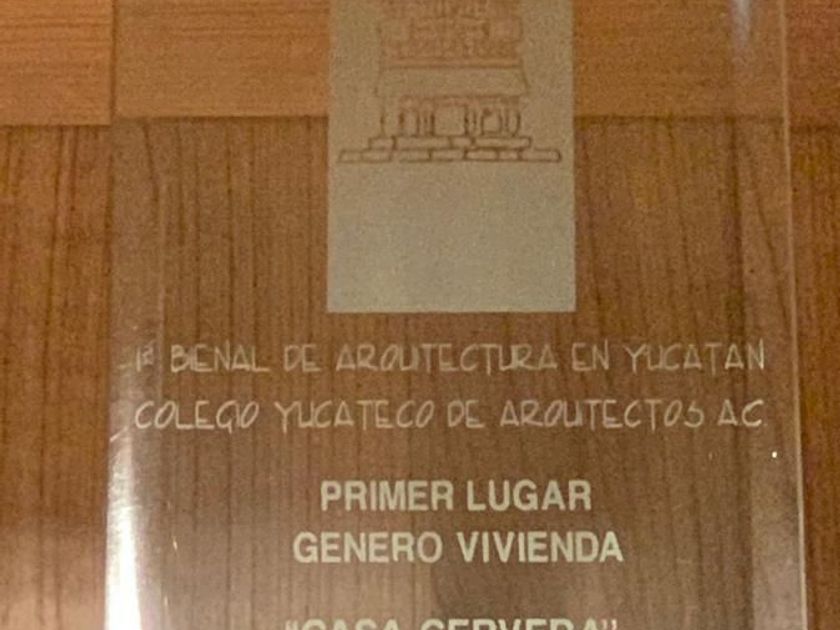 1ª BIENAL DE ARQUITECTURA EN YUCATAN
COLEGIO YUCATECO DE ARQUITECTOS AC
PRIMER LUGAR
GENERO VIVIENDA
"CASA CERVERA"